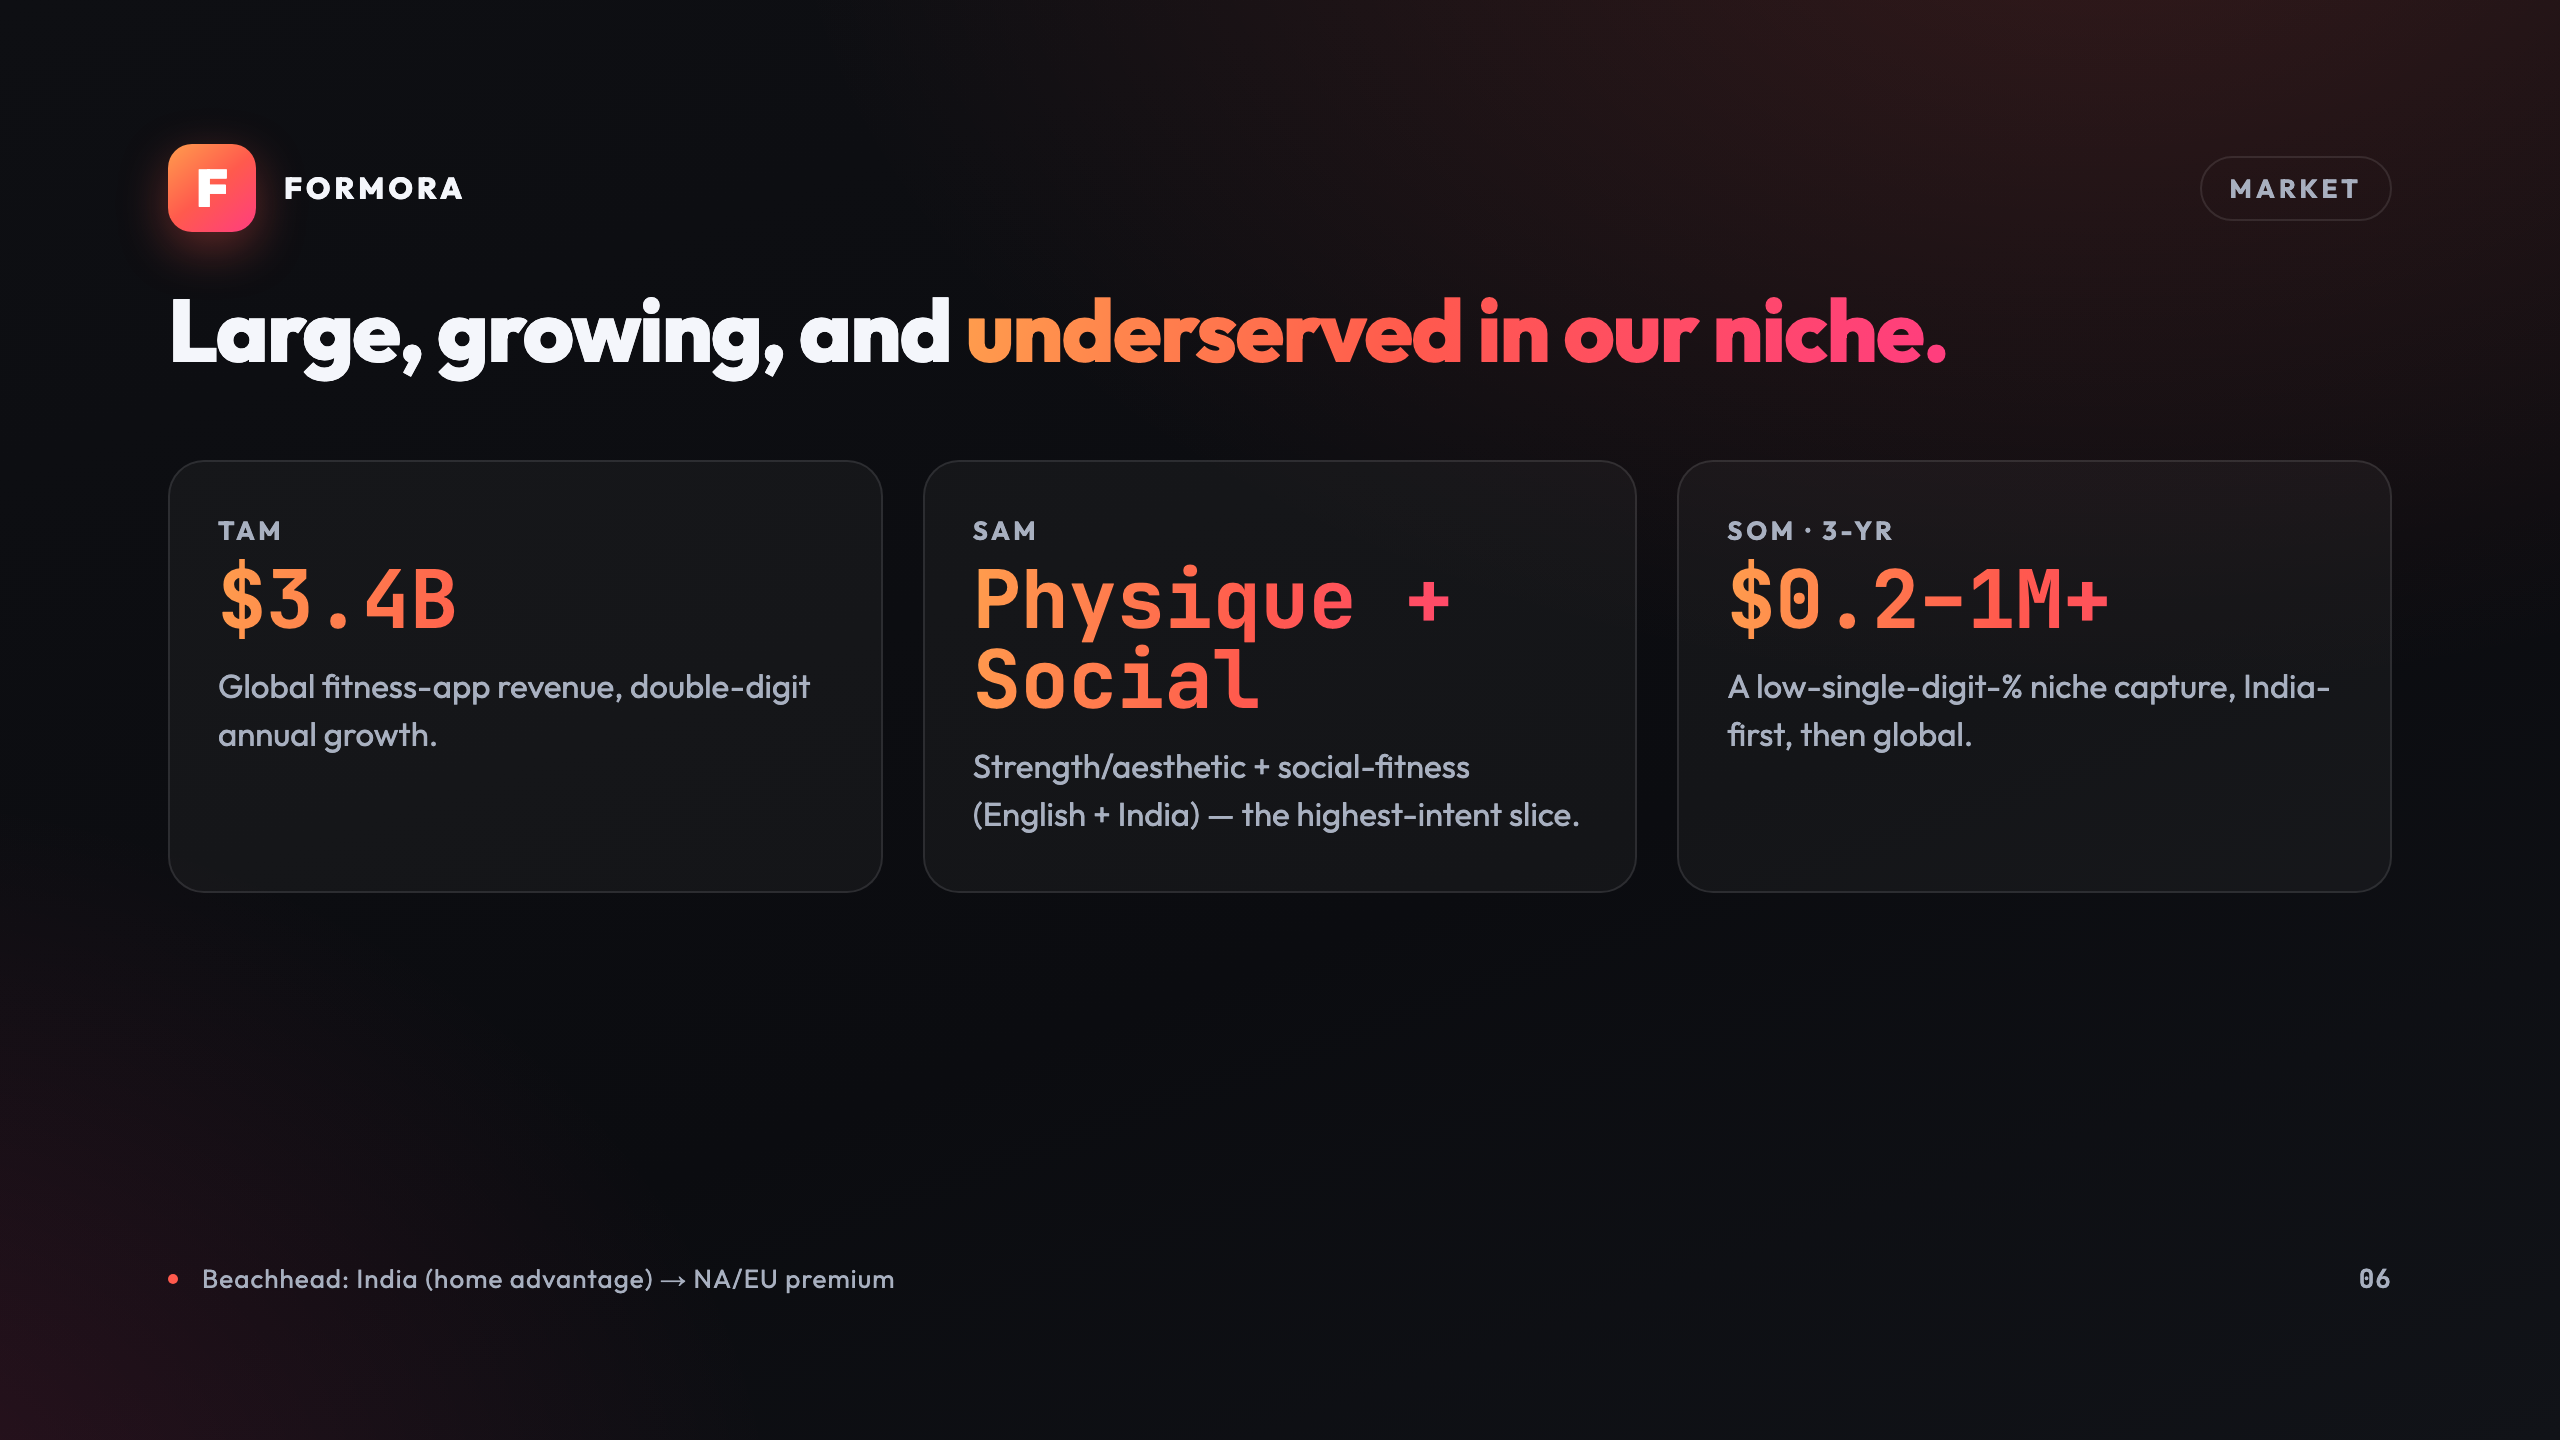 F FORMORA
MARKET
Large, growing, and underserved in our niche.
TAM
$3.4B
Global fitness-app revenue, double-digit
annual growth.
SAM
Physique +
Social
Strength/aesthetic + social-fitness
(English + India) — the highest-intent slice.
SOM · 3-YR
$0.2–1M+
A low-single-digit-% niche capture, India-
first, then global.
Beachhead: India (home advantage) → NA/EU premium
06